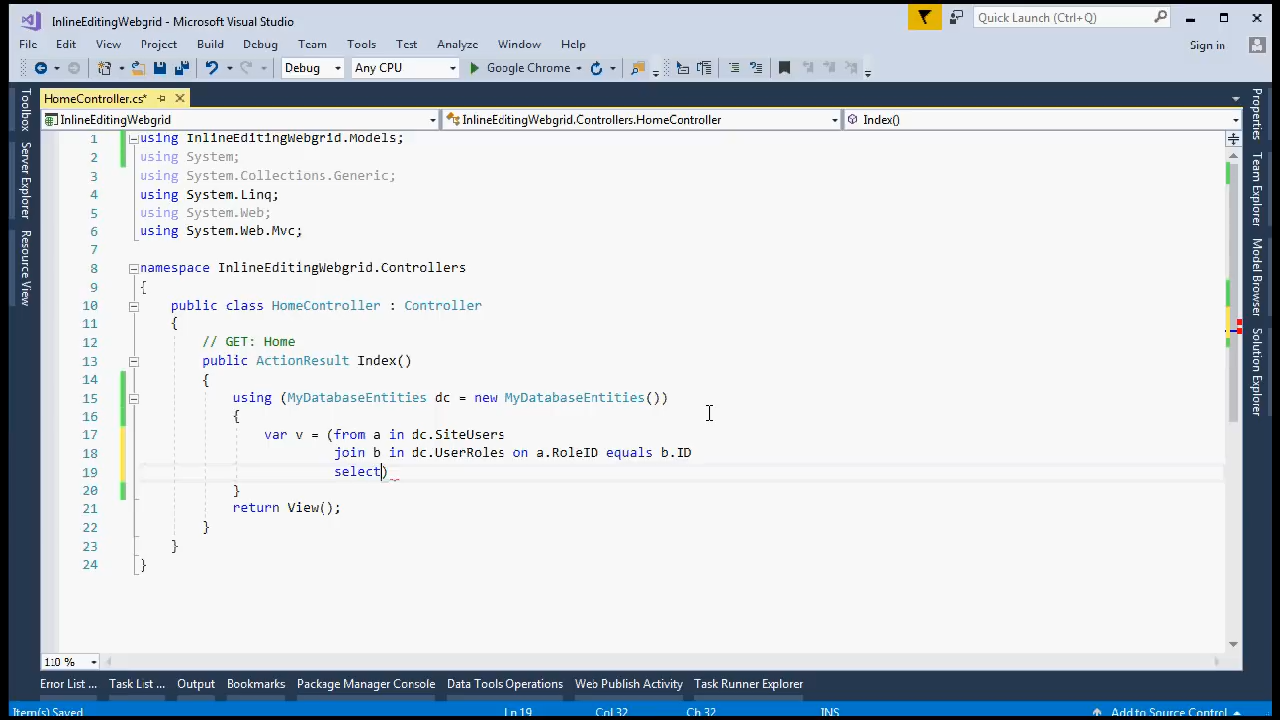 InlineEditingWebgrid - Microsoft Visual Studio
Quick Launch (Ctrl+Q)
File Edit View Project Build Debug Team Tools Test Analyze Window Help
Sign in
Debug Any CPU Google Chrome
HomeController.cs*
InlineEditingWebgrid InlineEditingWebgrid.Controllers.HomeController Index()
Toolbox
Server Explorer
Resource View
1 using InlineEditingWebgrid.Models;
2 using System;
3 using System.Collections.Generic;
4 using System.Linq;
5 using System.Web;
6 using System.Web.Mvc;
7
8 namespace InlineEditingWebgrid.Controllers
9 {
10 public class HomeController : Controller
11 {
12 // GET: Home
13 public ActionResult Index()
14 {
15 using (MyDatabaseEntities dc = new MyDatabaseEntities())
16 {
17 var v = (from a in dc.SiteUsers
18 join b in dc.UserRoles on a.RoleID equals b.ID
19 select)
20 }
21 return View();
22 }
23 }
24 }
Properties
Team Explorer
Model Browser
Solution Explorer
110 %
Error List ... Task List ... Output Bookmarks Package Manager Console Data Tools Operations Web Publish Activity Task Runner Explorer
Item(s) Saved Ln 19 Col 32 Ch 32 INS Add to Source Control